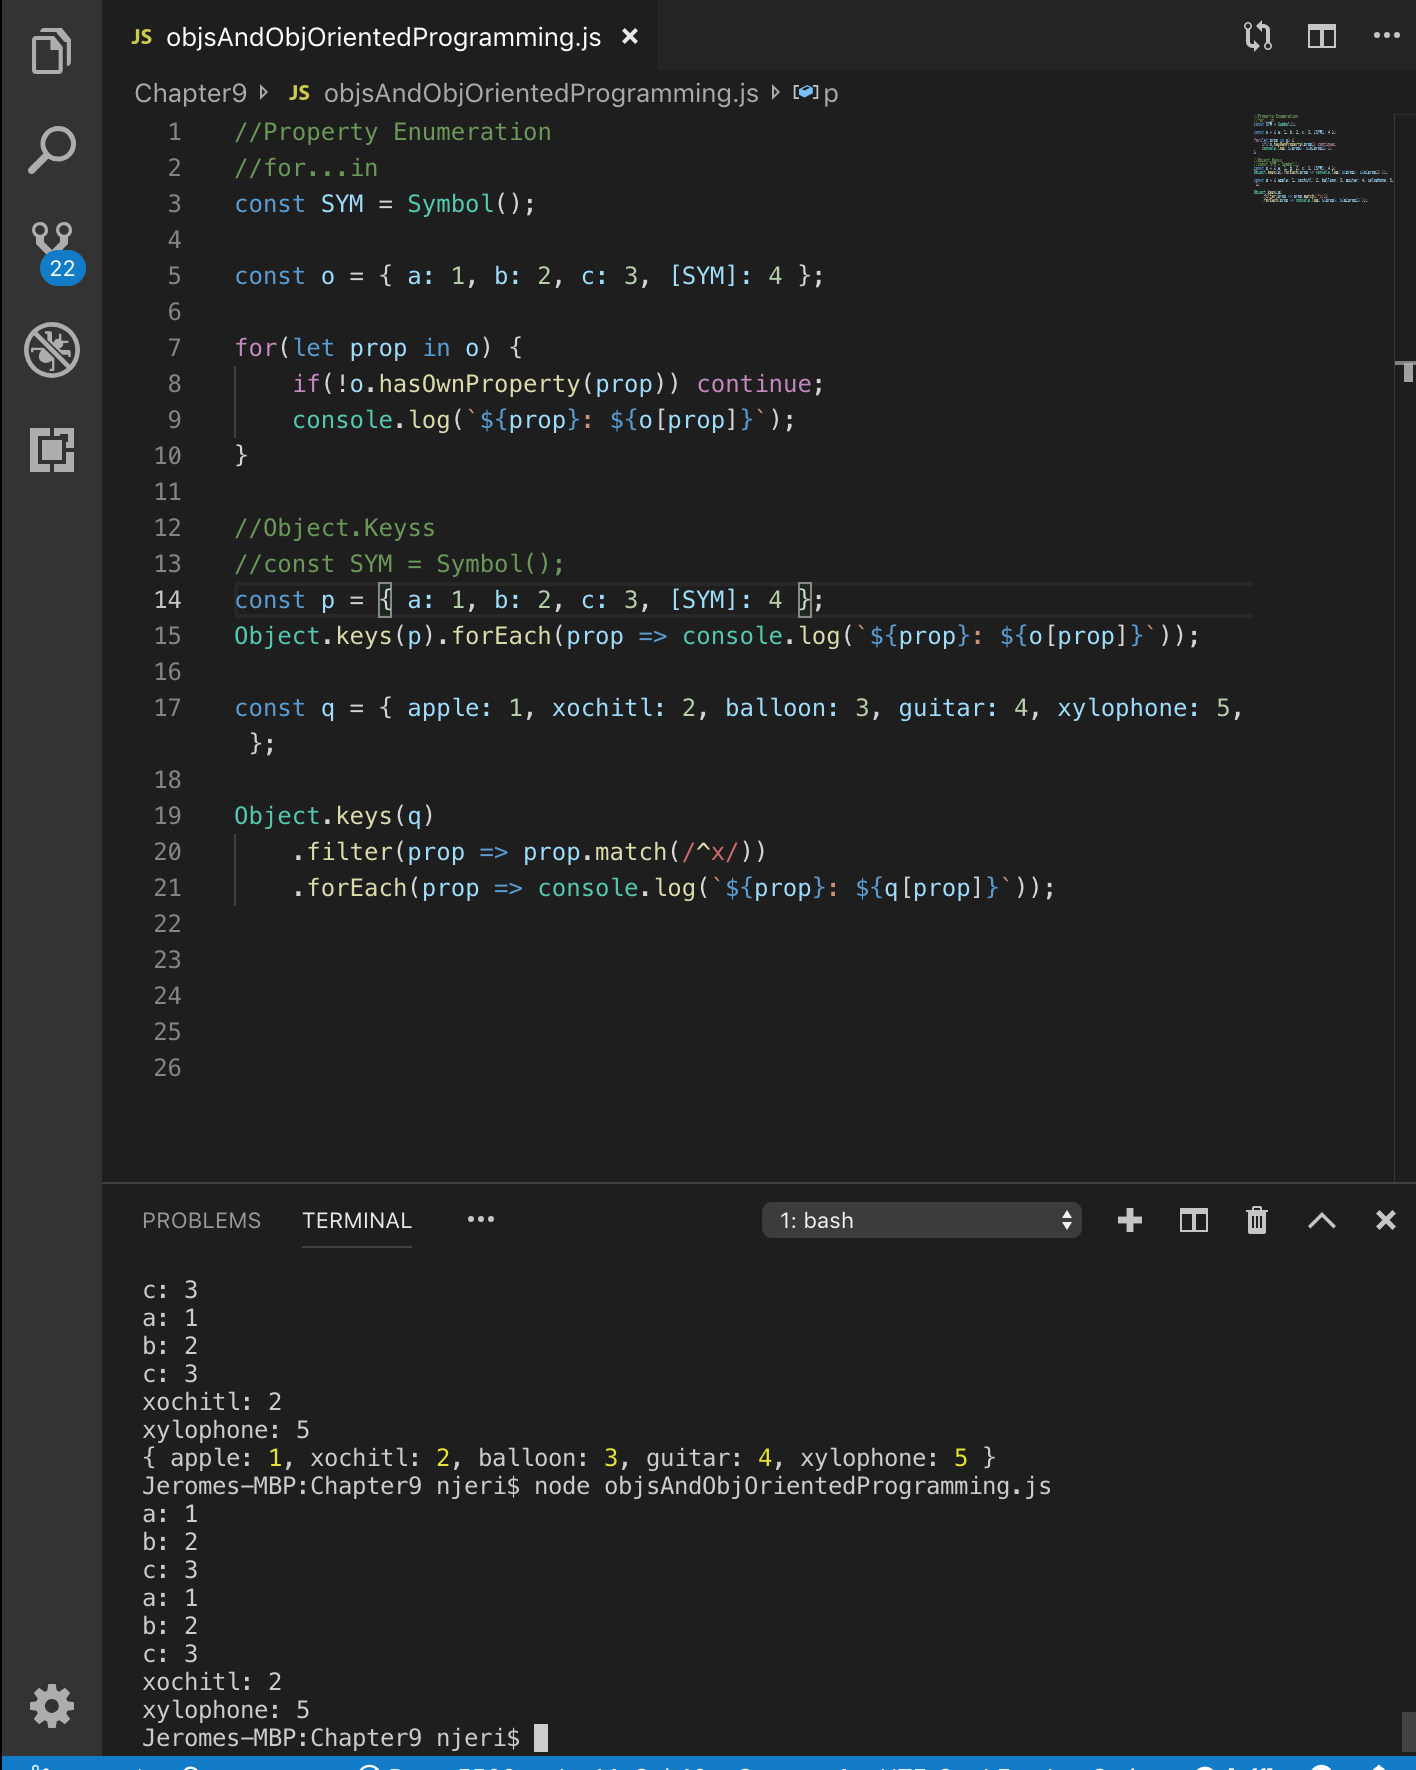 JS objsAndObjOrientedProgramming.js
Chapter9 JS objsAndObjOrientedProgramming.js p
1 //Property Enumeration
2 //for...in
3 const SYM = Symbol();
4
5 const o = { a: 1, b: 2, c: 3, [SYM]: 4 };
6
7 for(let prop in o) {
8 if(!o.hasOwnProperty(prop)) continue;
9 console.log(`${prop}: ${o[prop]}`);
10 }
11
12 //Object.Keyss
13 //const SYM = Symbol();
14 const p = { a: 1, b: 2, c: 3, [SYM]: 4 };
15 Object.keys(p).forEach(prop => console.log(`${prop}: ${o[prop]}`));
16
17 const q = { apple: 1, xochitl: 2, balloon: 3, guitar: 4, xylophone: 5,
};
18
19 Object.keys(q)
20 .filter(prop => prop.match(/^x/))
21 .forEach(prop => console.log(`${prop}: ${q[prop]}`));
22
23
24
25
26
22
PROBLEMS TERMINAL ••• 1: bash
c: 3
a: 1
b: 2
c: 3
xochitl: 2
xylophone: 5
{ apple: 1, xochitl: 2, balloon: 3, guitar: 4, xylophone: 5 }
Jeromes-MBP:Chapter9 njeri$ node objsAndObjOrientedProgramming.js
a: 1
b: 2
c: 3
a: 1
b: 2
c: 3
xochitl: 2
xylophone: 5
Jeromes-MBP:Chapter9 njeri$